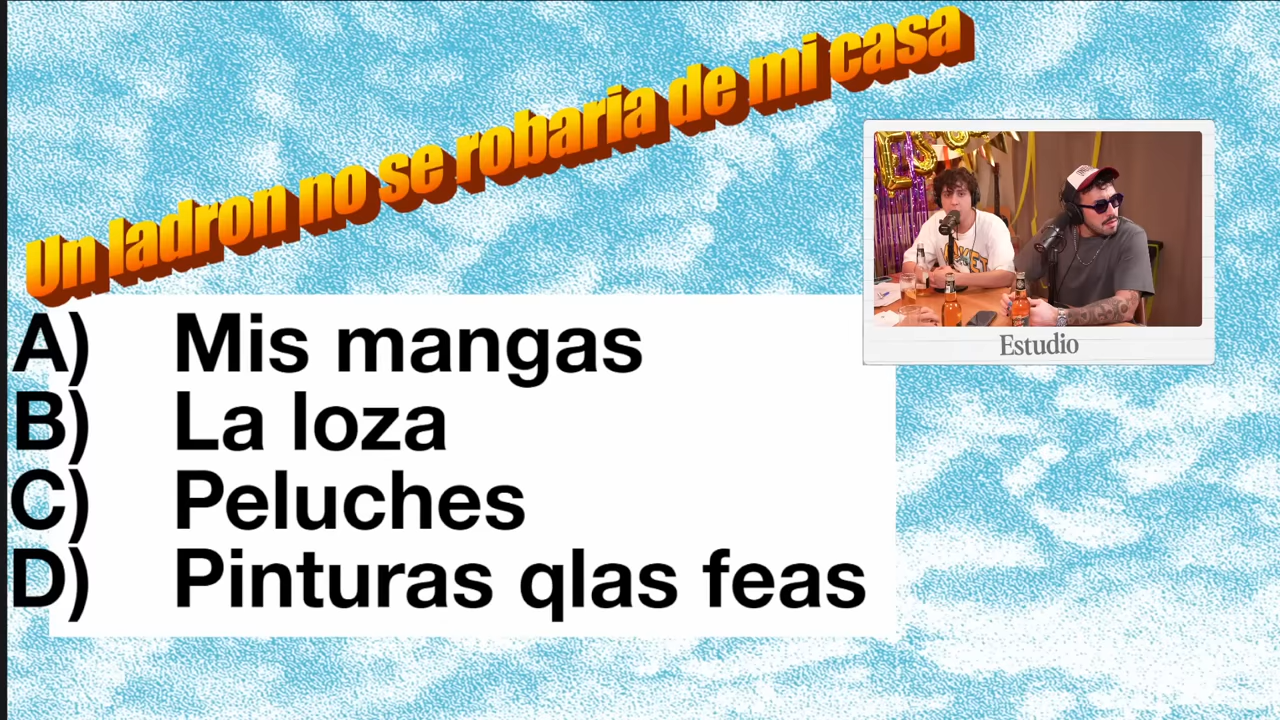 Un ladron no se robaria de mi casa
A) Mis mangas
B) La loza
C) Peluches
D) Pinturas qlas feas
Estudio